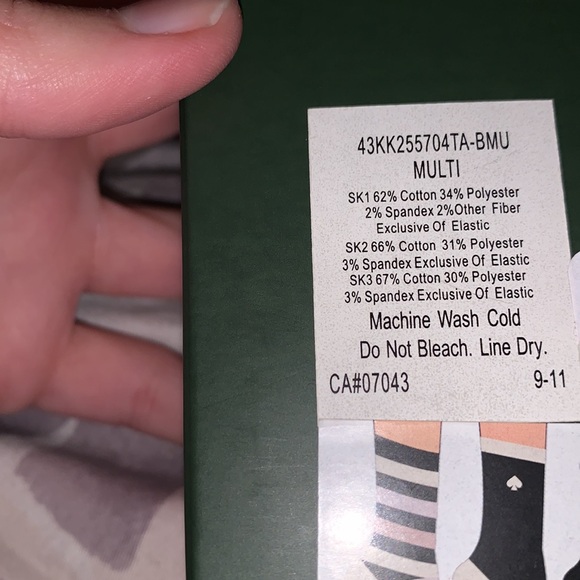 43KK255704TA-BMU
MULTI
SK1 62% Cotton 34% Polyester
2% Spandex 2%Other Fiber
Exclusive Of Elastic
SK2 66% Cotton 31% Polyester
3% Spandex Exclusive Of Elastic
SK3 67% Cotton 30% Polyester
3% Spandex Exclusive Of Elastic
Machine Wash Cold
Do Not Bleach. Line Dry.
CA#07043 9-11